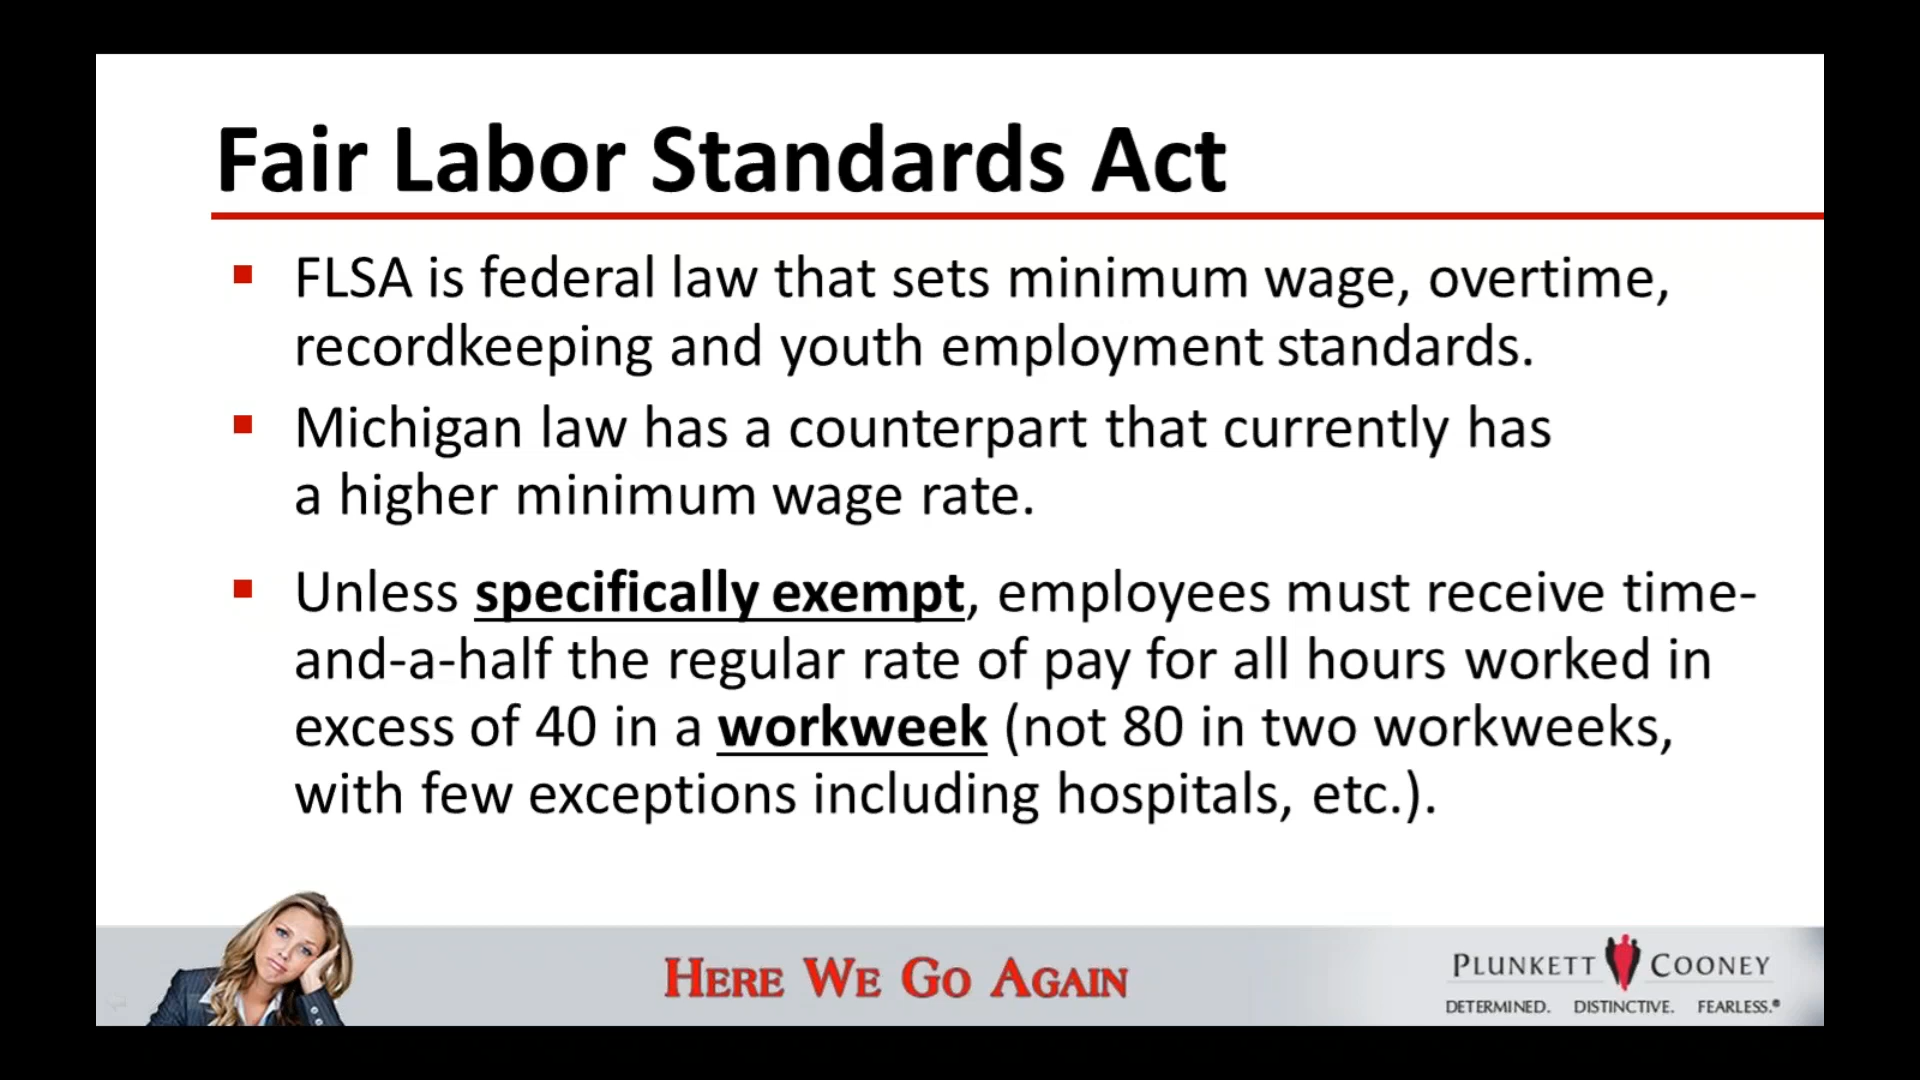 Fair Labor Standards Act
FLSA is federal law that sets minimum wage, overtime,
recordkeeping and youth employment standards.
Michigan law has a counterpart that currently has
a higher minimum wage rate.
Unless specifically exempt, employees must receive time-
and-a-half the regular rate of pay for all hours worked in
excess of 40 in a workweek (not 80 in two workweeks,
with few exceptions including hospitals, etc.).
HERE WE GO AGAIN
PLUNKETT COONEY
DETERMINED. DISTINCTIVE. FEARLESS.®